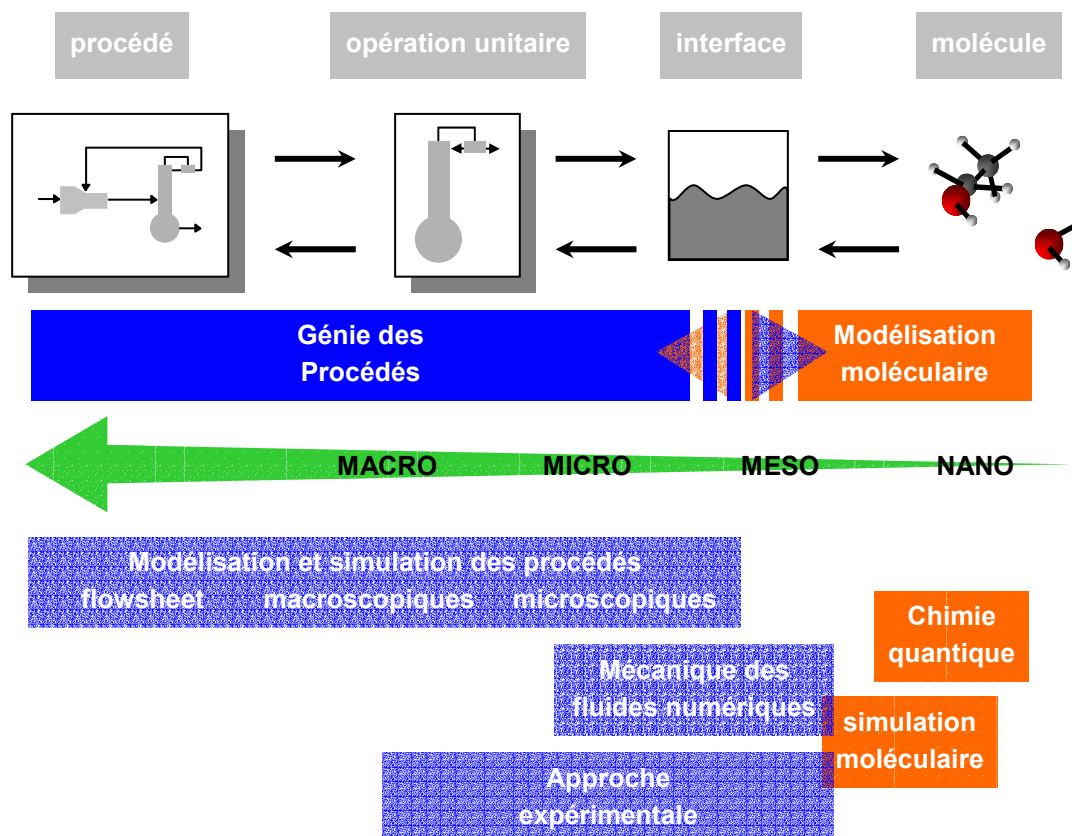 procédé
opération unitaire
interface
molécule
Génie des
Procédés
Modélisation
moléculaire
MACRO
MICRO
MESO
NANO
Modélisation et simulation des procédés
flowsheet macroscopiques microscopiques
Chimie
quantique
Mécanique des
fluides numériques
simulation
moléculaire
Approche
expérimentale